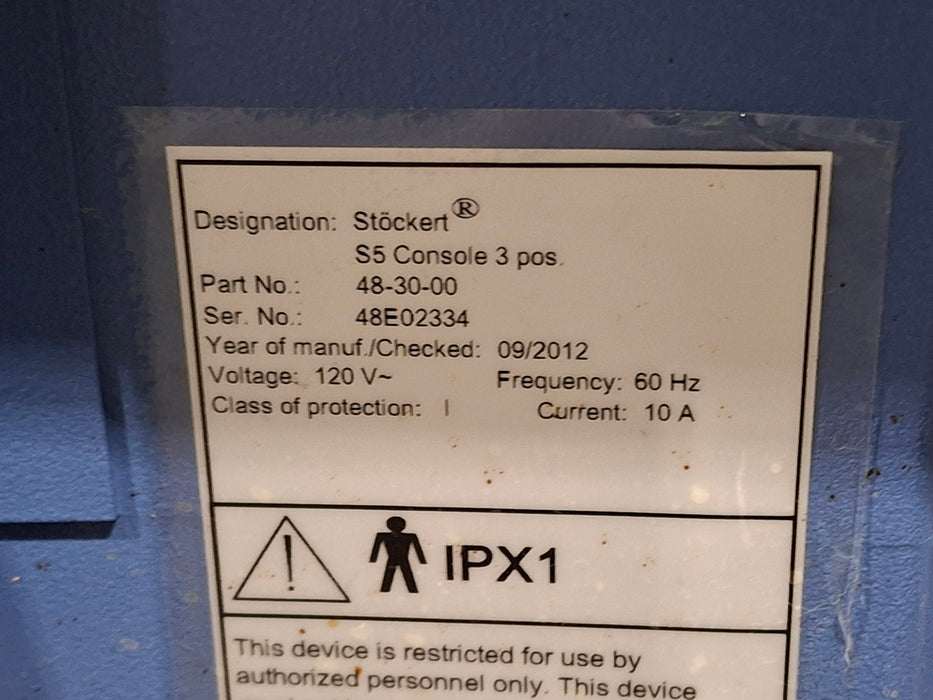 Designation: Stöckert®
S5 Console 3 pos.
Part No.: 48-30-00
Ser. No.: 48E02334
Year of manuf./Checked: 09/2012
Voltage: 120 V~ Frequency: 60 Hz
Class of protection: I Current: 10 A
IPX1
This device is restricted for use by
authorized personnel only. This device